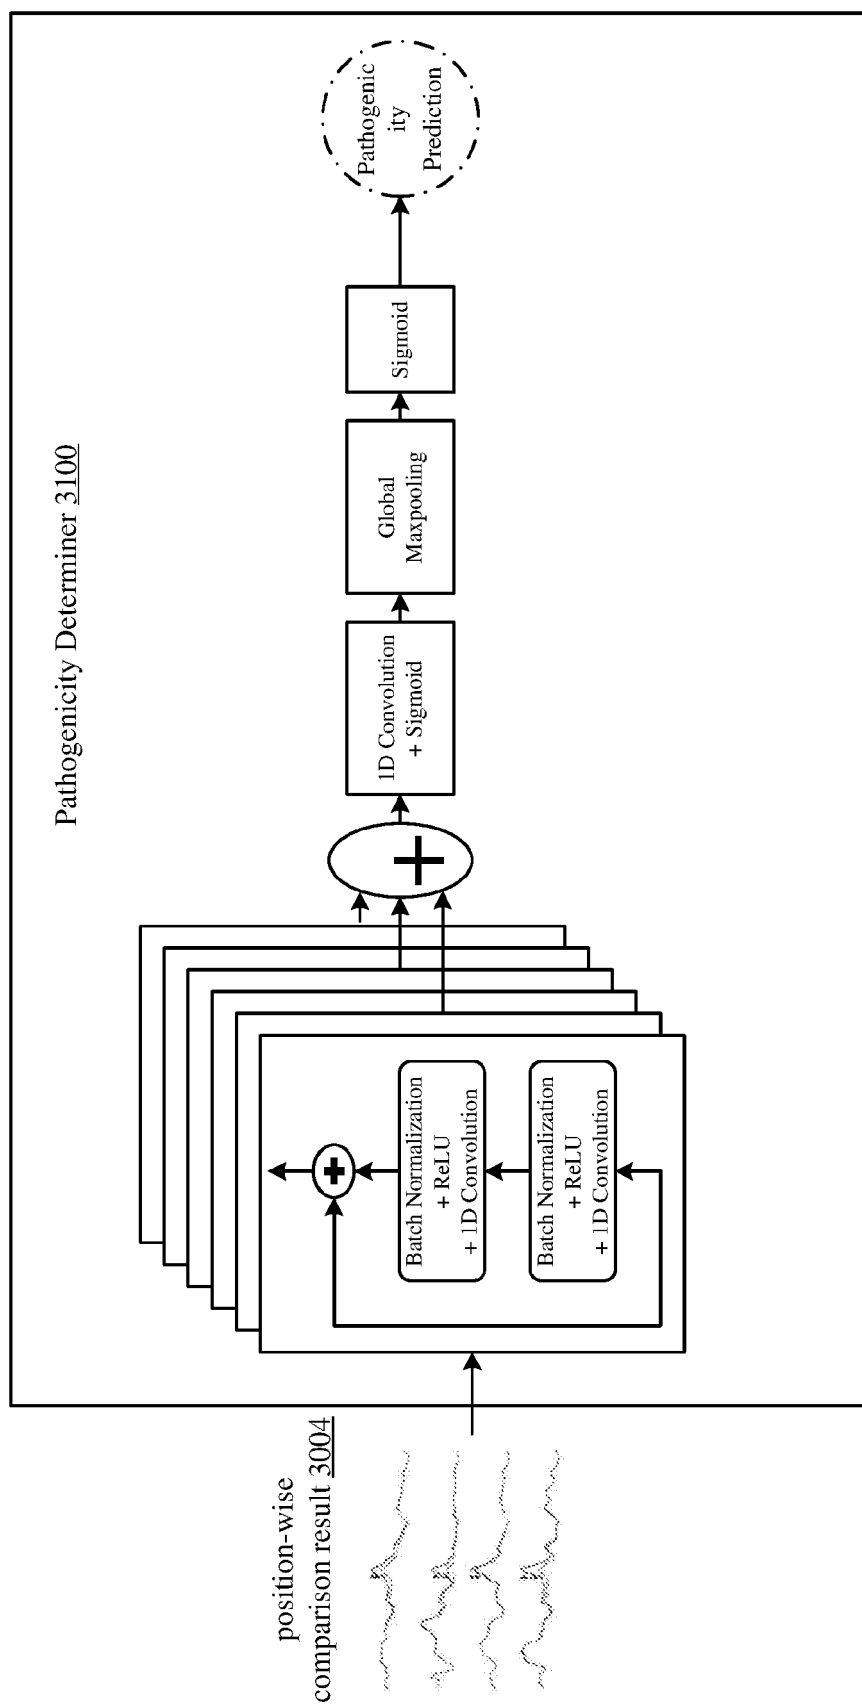 Pathogenicity Determiner 3100
position-wise
comparison result 3004
Batch Normalization
+ ReLU
+ 1D Convolution
Batch Normalization
+ ReLU
+ 1D Convolution
+
+
1D Convolution
+ Sigmoid
Global
Maxpooling
Sigmoid
Pathogenic
ity
Prediction